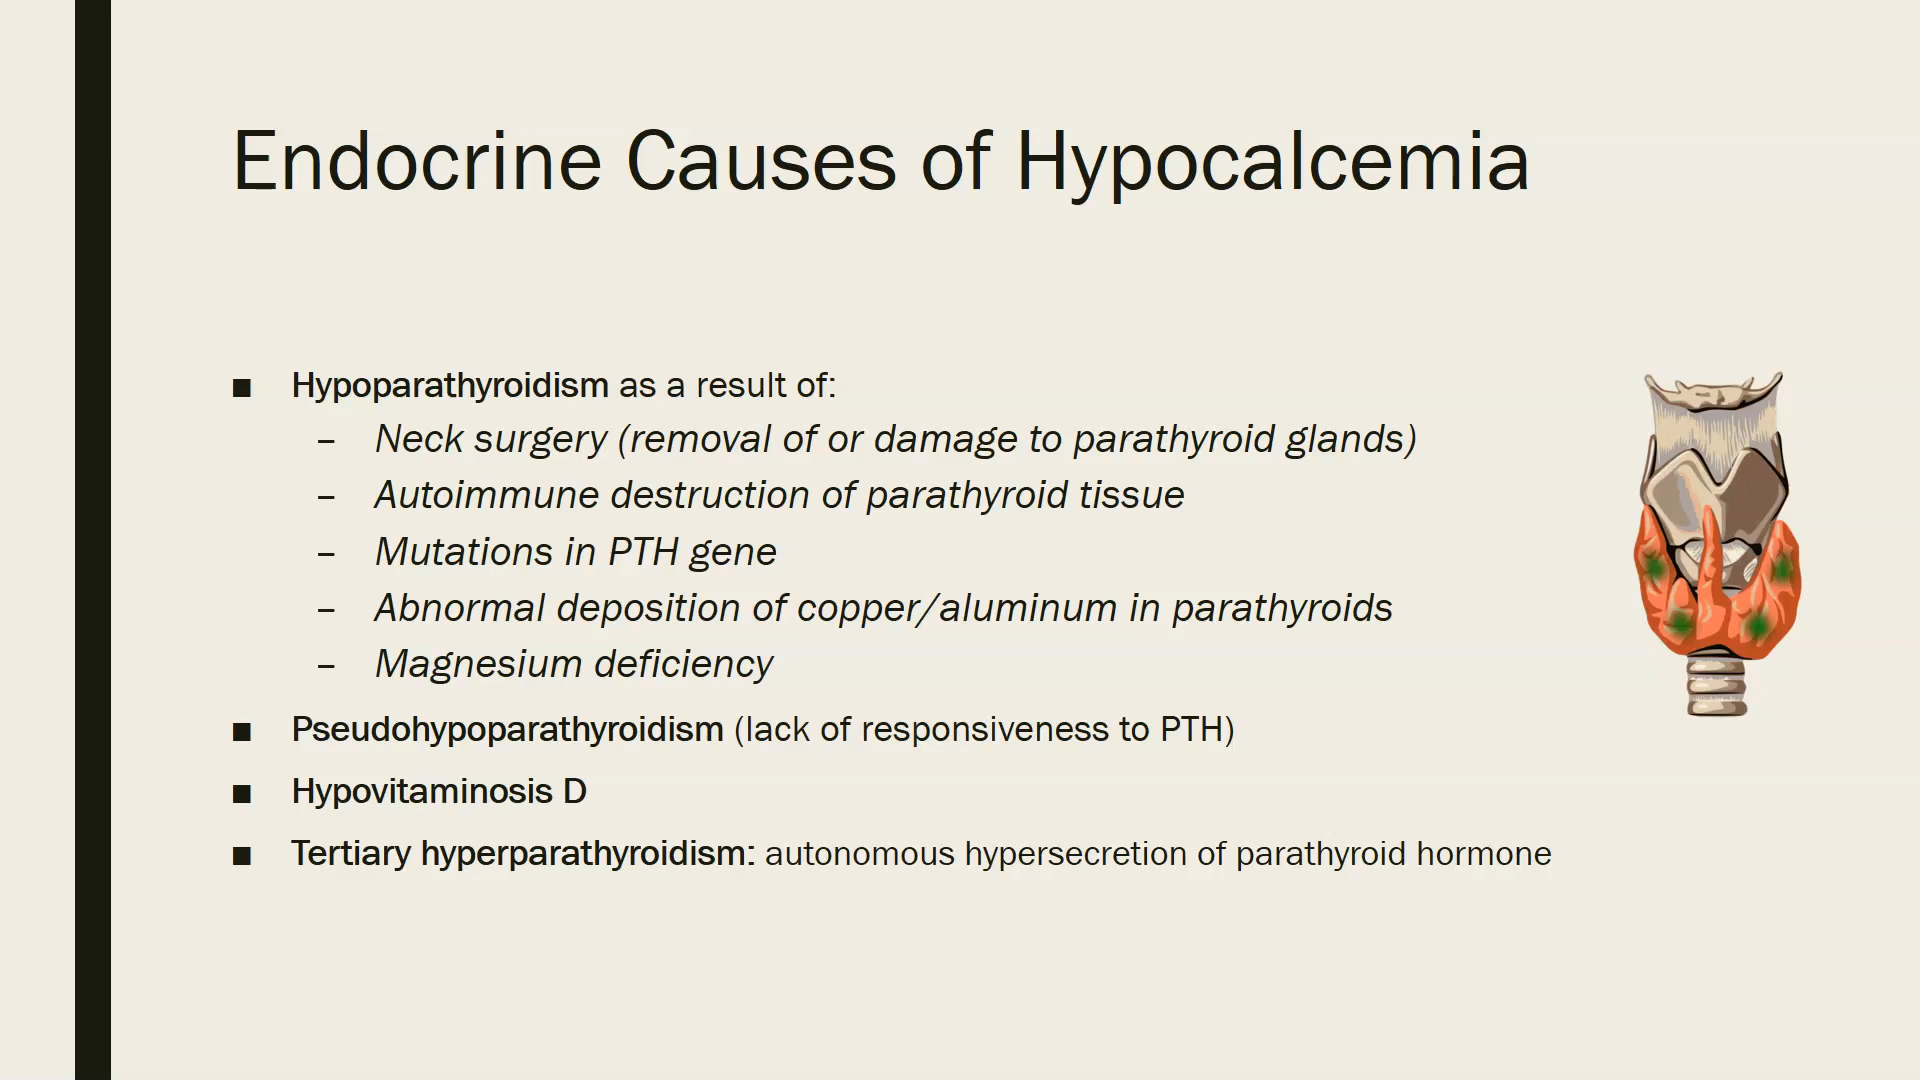 Endocrine Causes of Hypocalcemia
■ Hypoparathyroidism as a result of:
– Neck surgery (removal of or damage to parathyroid glands)
– Autoimmune destruction of parathyroid tissue
– Mutations in PTH gene
– Abnormal deposition of copper/aluminum in parathyroids
– Magnesium deficiency
■ Pseudohypoparathyroidism (lack of responsiveness to PTH)
■ Hypovitaminosis D
■ Tertiary hyperparathyroidism: autonomous hypersecretion of parathyroid hormone